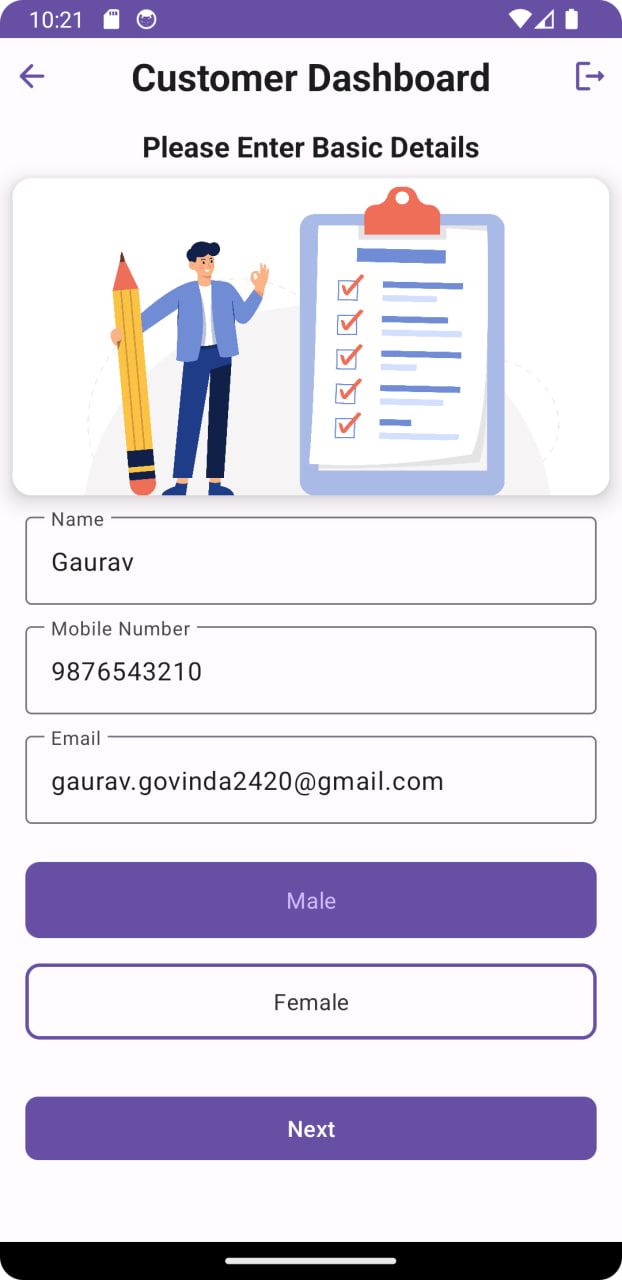 10:21
Customer Dashboard
Please Enter Basic Details
Name
Gaurav
Mobile Number
9876543210
Email
gaurav.govinda2420@gmail.com
Male
Female
Next